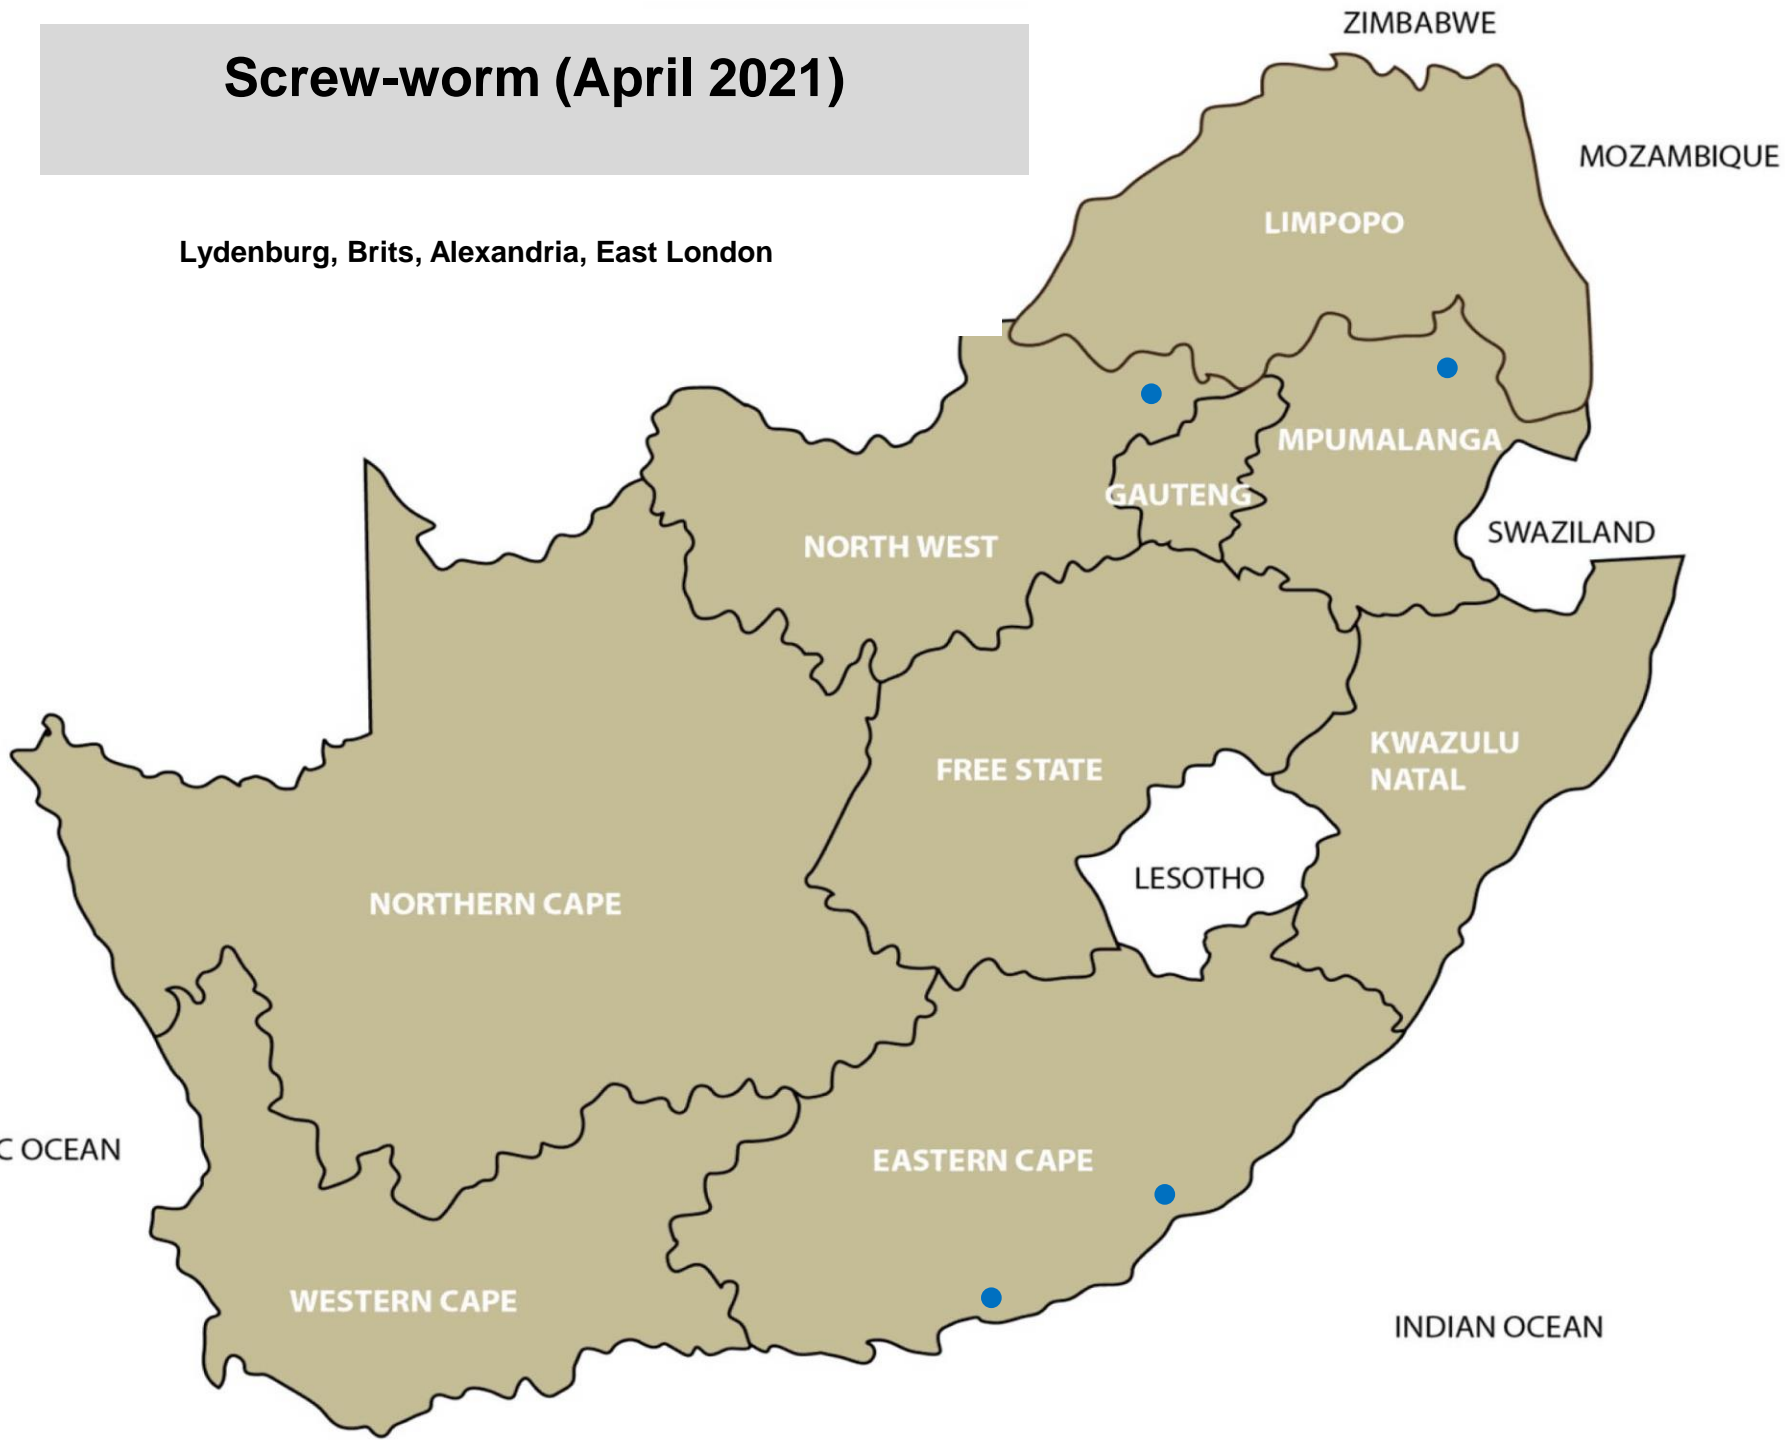 ZIMBABWE
Screw-worm (April 2021)
MOZAMBIQUE
LIMPOPO
Lydenburg, Brits, Alexandria, East London
MPUMALANGA
GAUTENG
SWAZILAND
NORTH WEST
KWAZULU
NATAL
FREE STATE
LESOTHO
NORTHERN CAPE
C OCEAN
EASTERN CAPE
WESTERN CAPE
INDIAN OCEAN